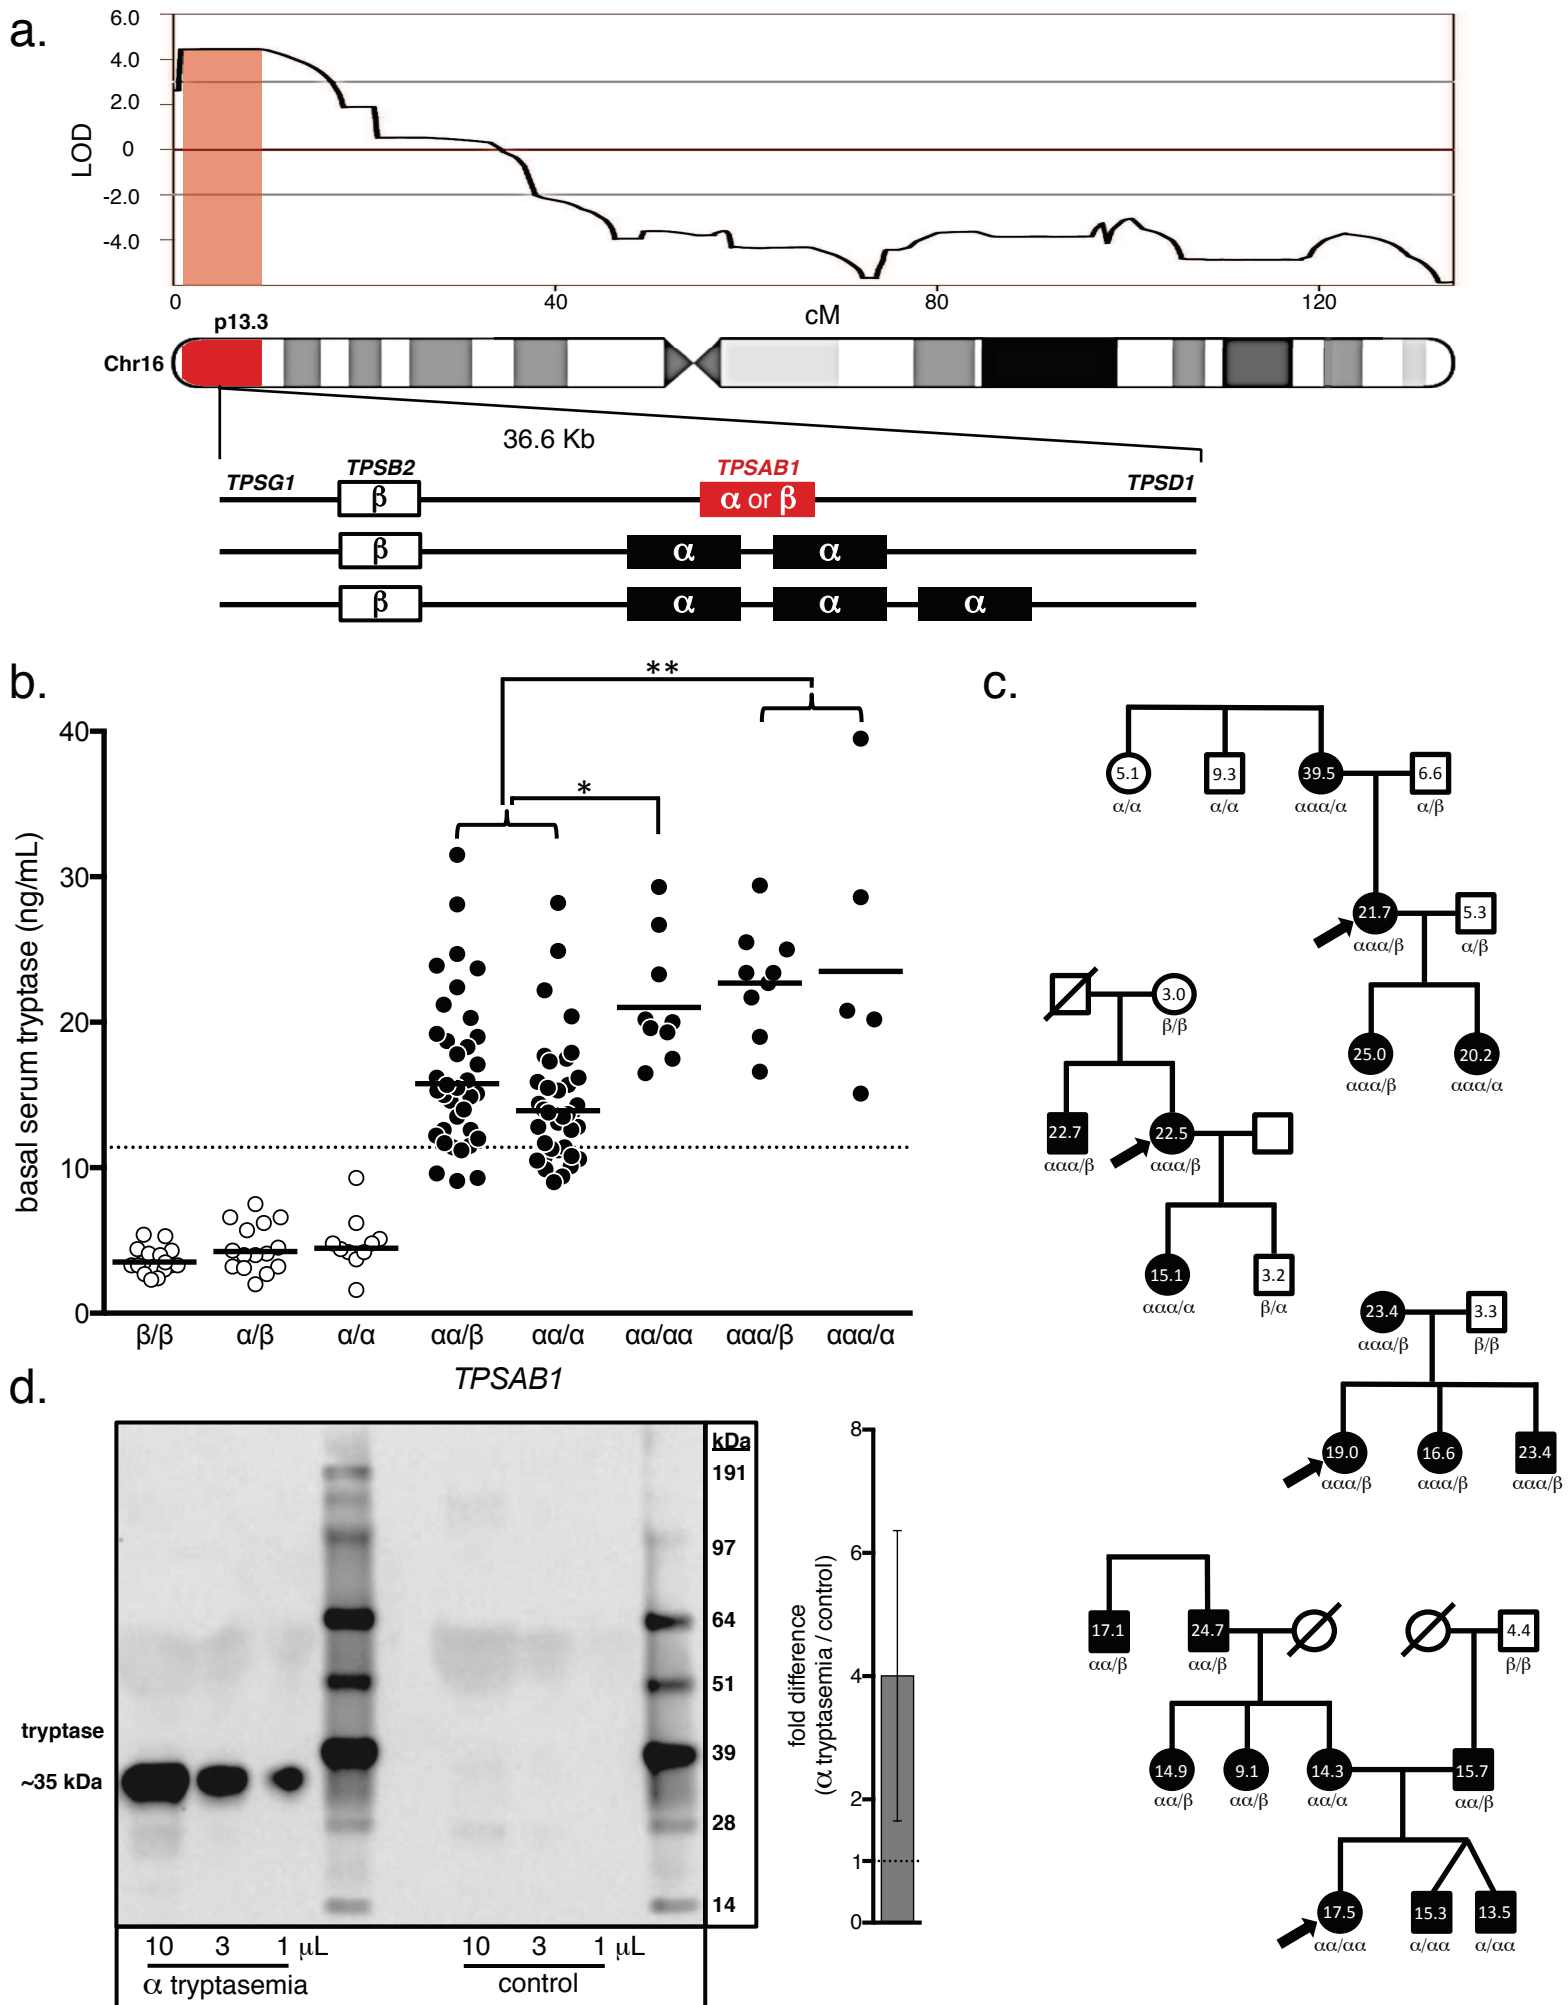 a.
6.0
4.0
2.0
0
-2.0
-4.0
LOD
0 40 80 120
cM
p13.3
Chr16
36.6 Kb
TPSG1 TPSB2 TPSAB1 TPSD1
β α or β
β α α
β α α α
b.
** 
*
40
30
20
10
0
basal serum tryptase (ng/mL)
β/β α/β α/α αα/β αα/α αα/αα ααα/β ααα/α
TPSAB1
c.
5.1 9.3 39.5 6.6
α/α α/α ααα/α α/β
21.7 5.3
ααα/β α/β
25.0 20.2
ααα/β ααα/α
3.0
β/β
22.7 22.5
ααα/β ααα/β
15.1 3.2
ααα/α β/α
23.4 3.3
ααα/β β/β
19.0 16.6 23.4
ααα/β ααα/β ααα/β
17.1 24.7 4.4
αα/β αα/β β/β
14.9 9.1 14.3 15.7
αα/β αα/β αα/α αα/β
17.5 15.3 13.5
αα/αα α/αα α/αα
d.
kDa
191
97
64
51
39
28
14
tryptase
~35 kDa
10 3 1 μL 10 3 1 μL
α tryptasemia control
8
6
4
2
1
0
fold difference
(α tryptasemia / control)